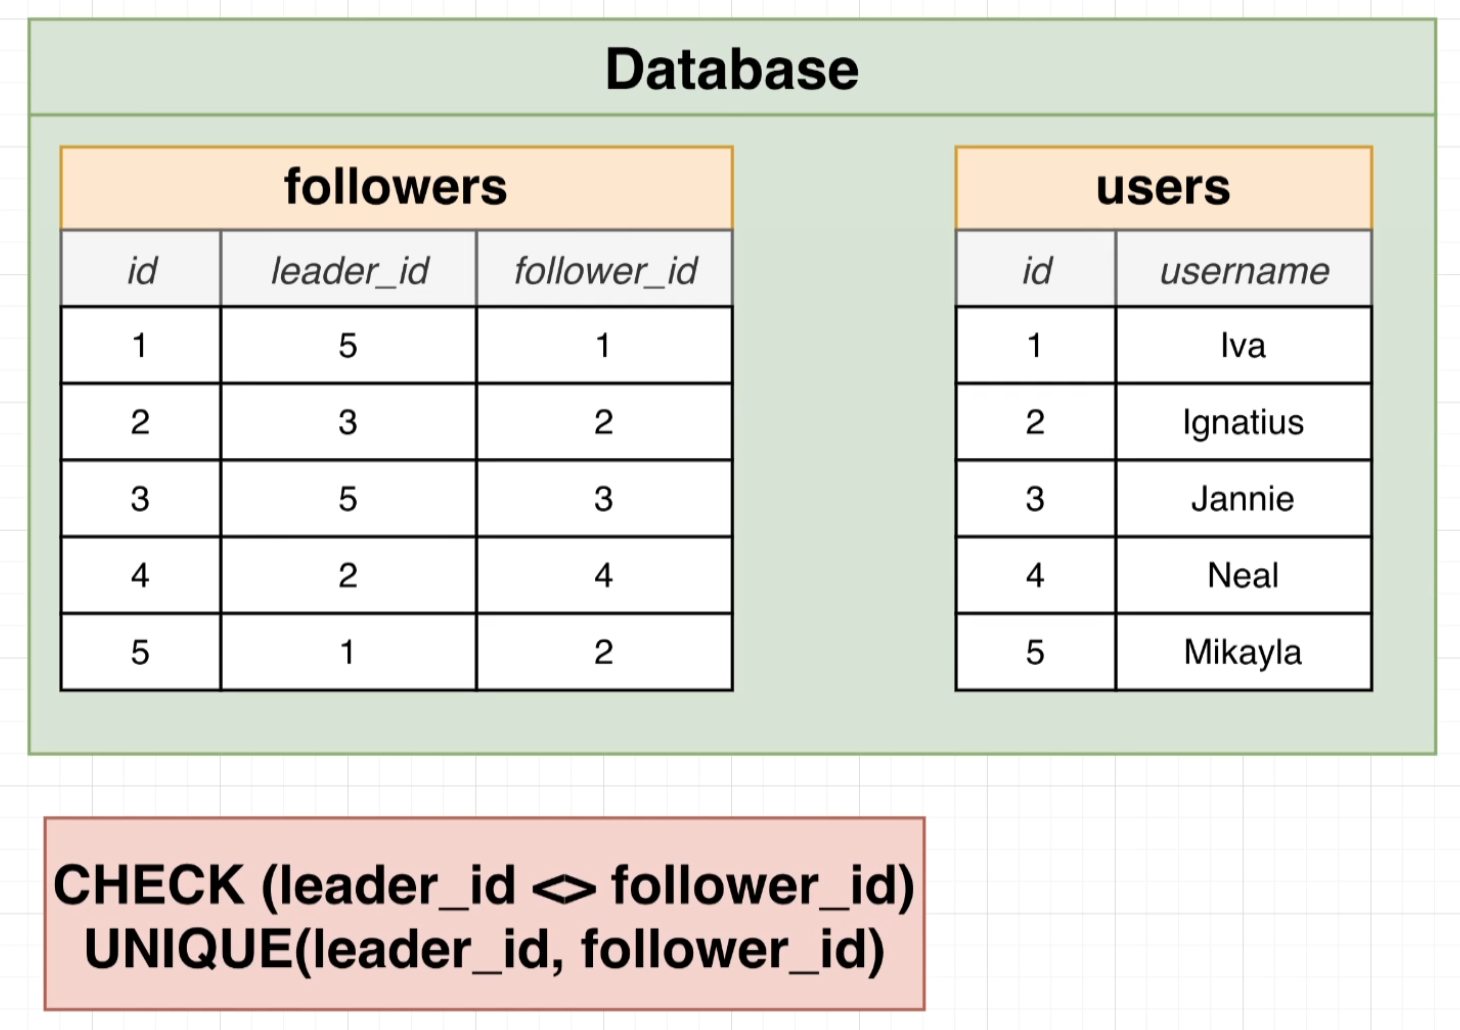 Database
followers
id leader_id follower_id
1 5 1
2 3 2
3 5 3
4 2 4
5 1 2
users
id username
1 Iva
2 Ignatius
3 Jannie
4 Neal
5 Mikayla
CHECK (leader_id <> follower_id)
UNIQUE(leader_id, follower_id)